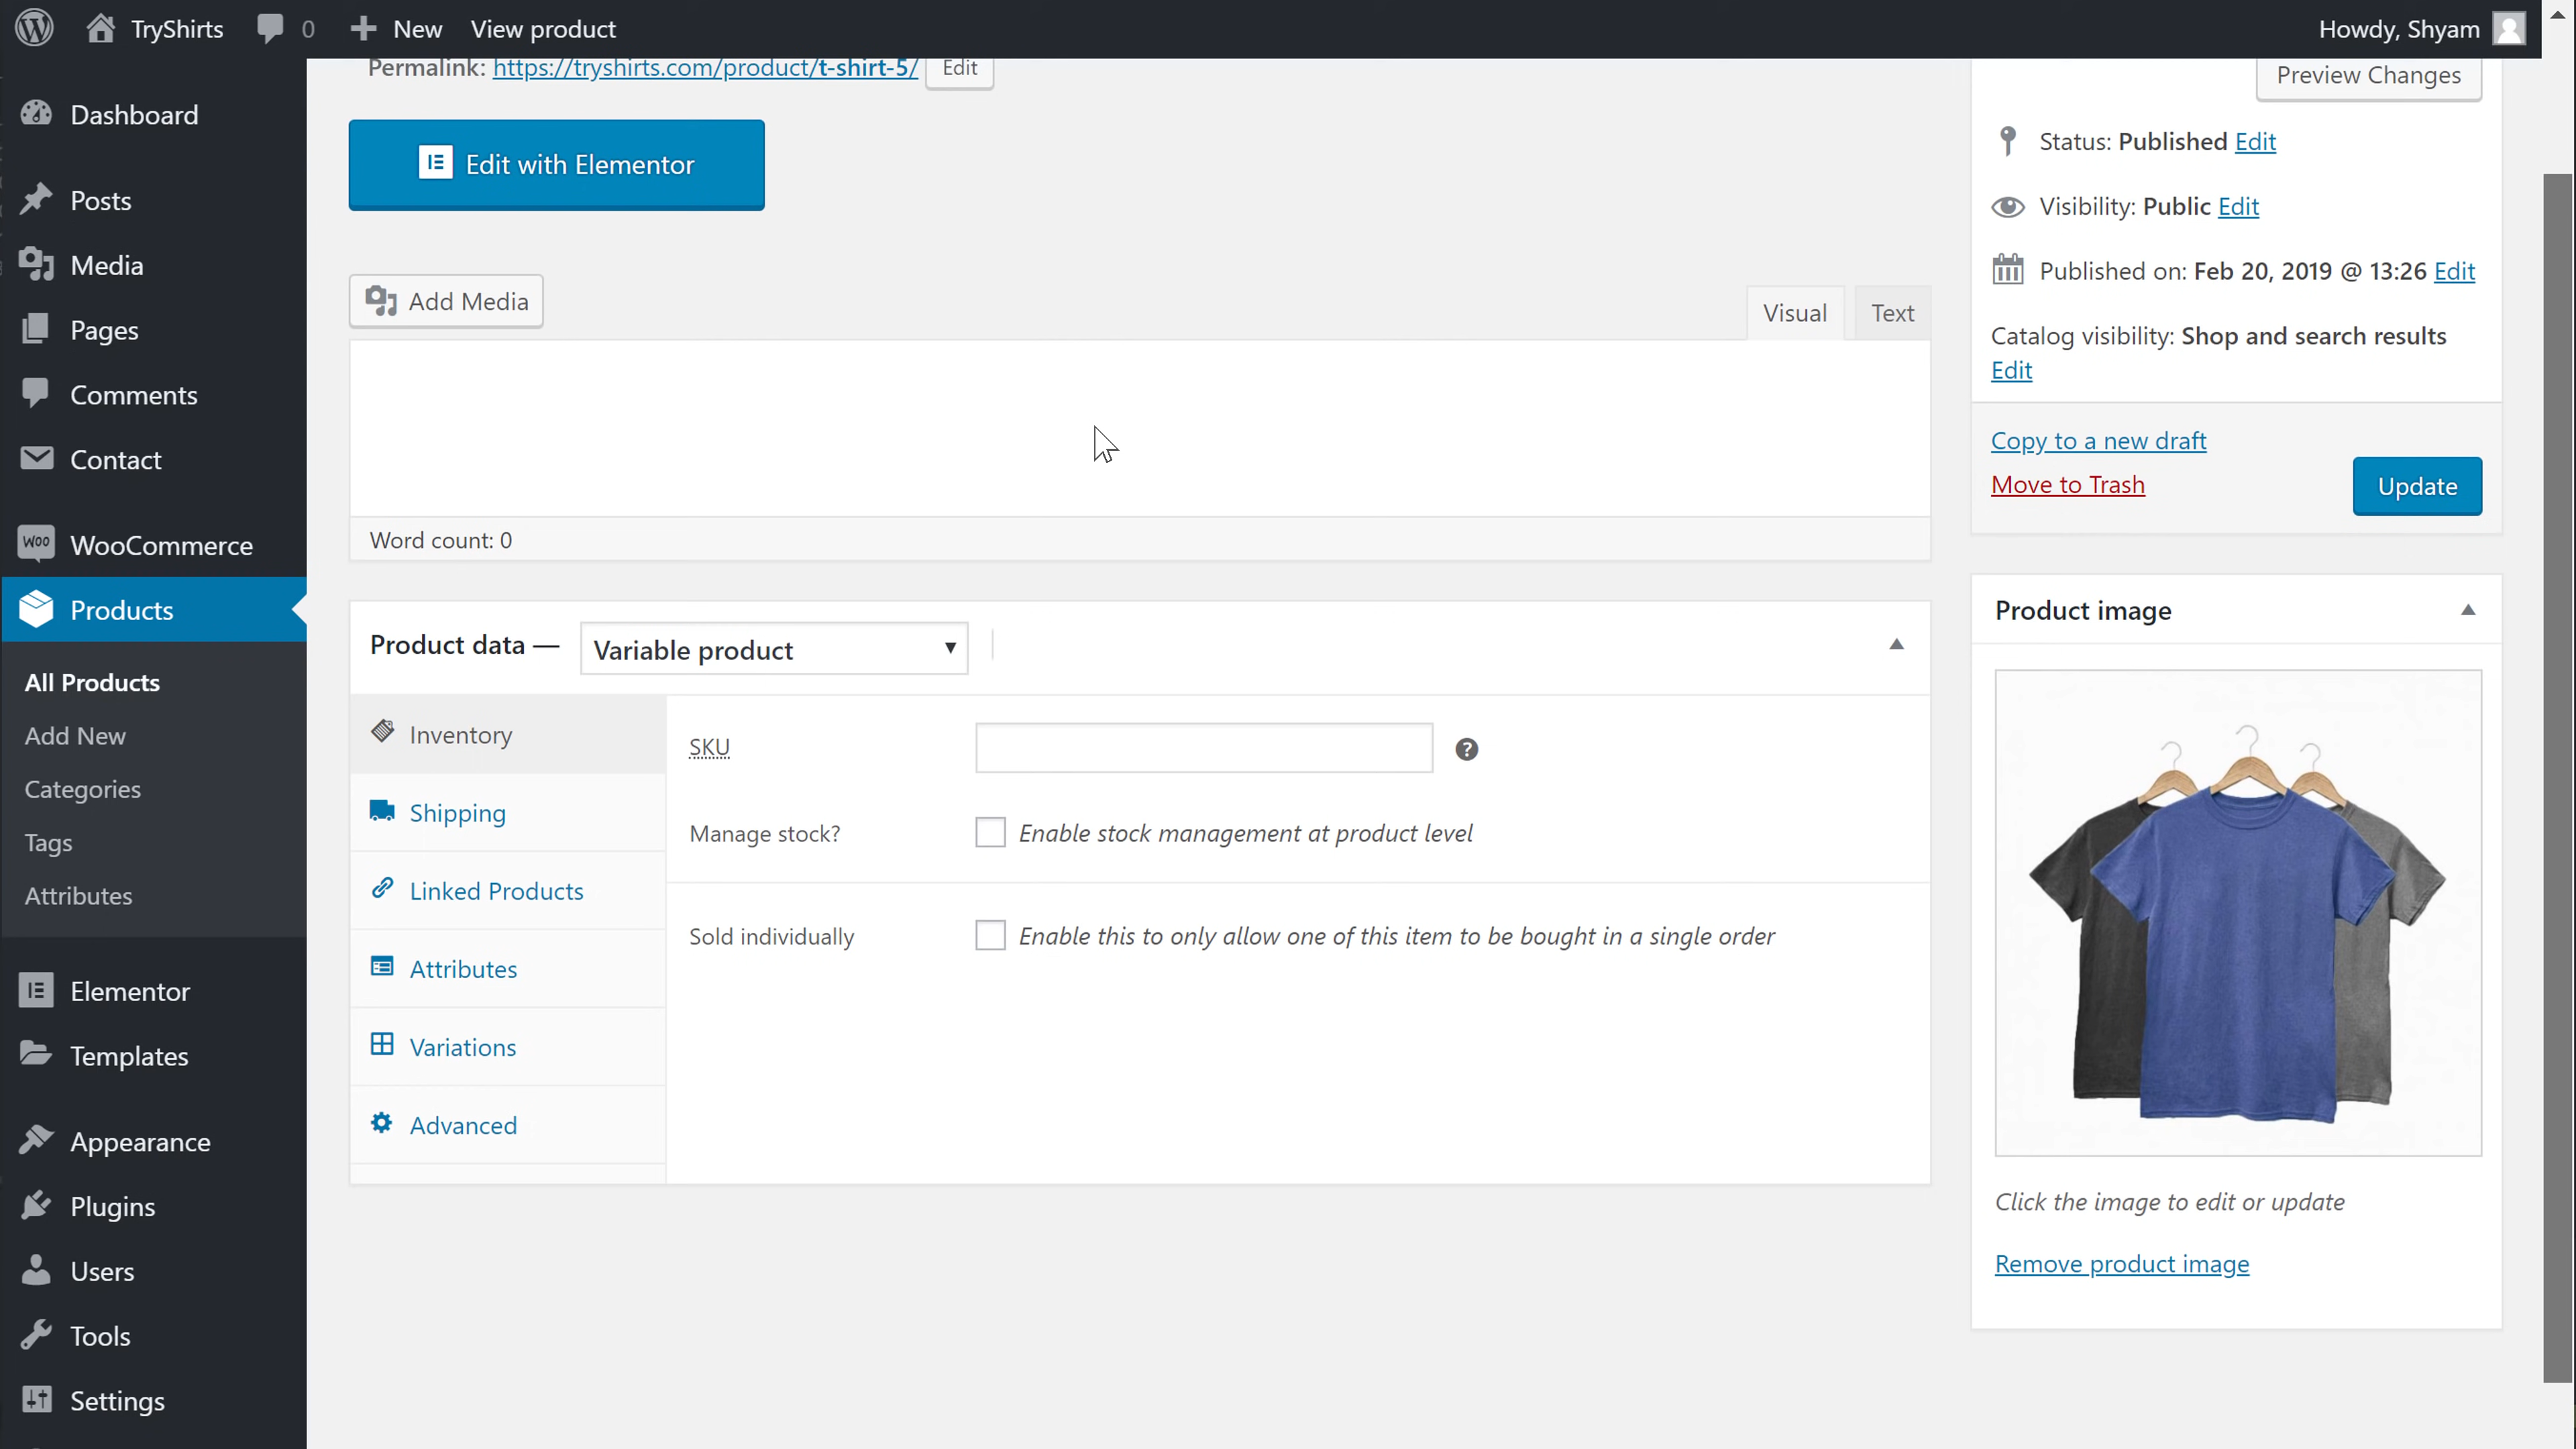 TryShirts 0 New View product Howdy, Shyam
Dashboard
Posts
Media
Pages
Comments
Contact
WOO WooCommerce
Products
All Products
Add New
Categories
Tags
Attributes
Elementor
Templates
Appearance
Plugins
Users
Tools
Settings
Permalink: https://tryshirts.com/product/t-shirt-5/ Edit
Edit with Elementor
Add Media
Visual Text
Word count: 0
Product data — Variable product
Inventory
Shipping
Linked Products
Attributes
Variations
Advanced
SKU
Manage stock? Enable stock management at product level
Sold individually Enable this to only allow one of this item to be bought in a single order
Preview Changes
Status: Published Edit
Visibility: Public Edit
Published on: Feb 20, 2019 @ 13:26 Edit
Catalog visibility: Shop and search results
Edit
Copy to a new draft
Move to Trash
Update
Product image
Click the image to edit or update
Remove product image